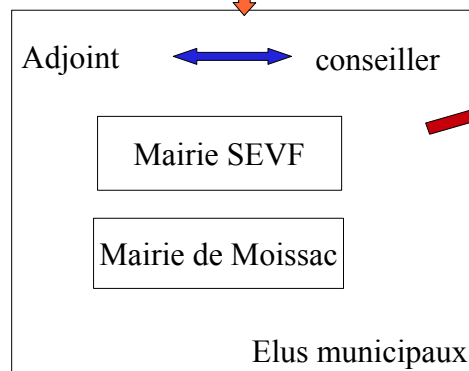 Adjoint conseiller
Mairie SEVF
Mairie de Moissac
Elus municipaux